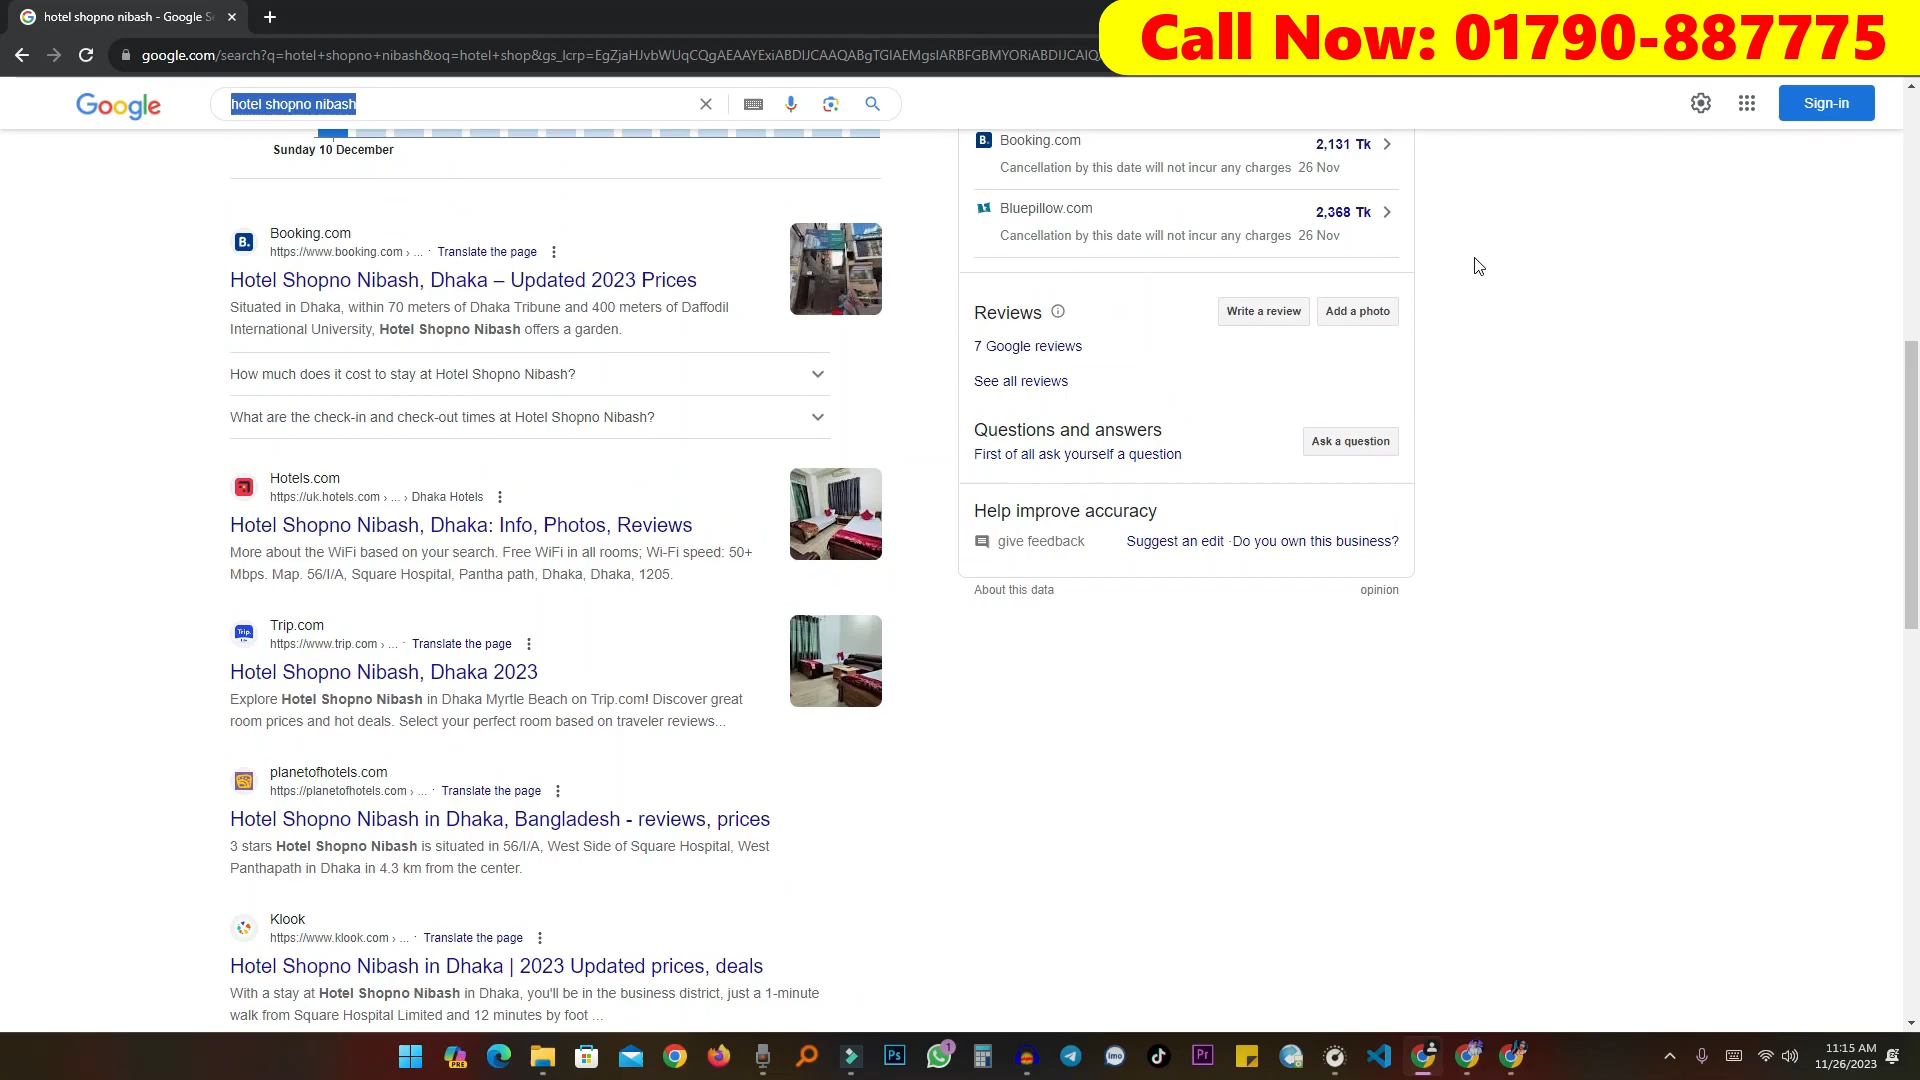 hotel shopno nibash - Google S
Call Now: 01790-887775
google.com/search?q=hotel+shopno+nibash&oq=hotel+shop&gs_lcrp=EgZjaHJvbWUqCQgAEAAYExiABDIJCAAQABgTGIAEMgsIARBFGBMYORiABDIJCAIQ
Google
hotel shopno nibash
Sign-in
Sunday 10 December
Booking.com
https://www.booking.com › ... · Translate the page
Hotel Shopno Nibash, Dhaka – Updated 2023 Prices
Situated in Dhaka, within 70 meters of Dhaka Tribune and 400 meters of Daffodil
International University, Hotel Shopno Nibash offers a garden.
How much does it cost to stay at Hotel Shopno Nibash?
What are the check-in and check-out times at Hotel Shopno Nibash?
Hotels.com
https://uk.hotels.com › ... › Dhaka Hotels
Hotel Shopno Nibash, Dhaka: Info, Photos, Reviews
More about the WiFi based on your search. Free WiFi in all rooms; Wi-Fi speed: 50+
Mbps. Map. 56/I/A, Square Hospital, Pantha path, Dhaka, Dhaka, 1205.
Trip.com
https://www.trip.com › ... · Translate the page
Hotel Shopno Nibash, Dhaka 2023
Explore Hotel Shopno Nibash in Dhaka Myrtle Beach on Trip.com! Discover great
room prices and hot deals. Select your perfect room based on traveler reviews...
planetofhotels.com
https://planetofhotels.com › ... · Translate the page
Hotel Shopno Nibash in Dhaka, Bangladesh - reviews, prices
3 stars Hotel Shopno Nibash is situated in 56/I/A, West Side of Square Hospital, West
Panthapath in Dhaka in 4.3 km from the center.
Klook
https://www.klook.com › ... · Translate the page
Hotel Shopno Nibash in Dhaka | 2023 Updated prices, deals
With a stay at Hotel Shopno Nibash in Dhaka, you'll be in the business district, just a 1-minute
walk from Square Hospital Limited and 12 minutes by foot ...
Booking.com
2,131 Tk
Cancellation by this date will not incur any charges 26 Nov
Bluepillow.com
2,368 Tk
Cancellation by this date will not incur any charges 26 Nov
Reviews
Write a review
Add a photo
7 Google reviews
See all reviews
Questions and answers
Ask a question
First of all ask yourself a question
Help improve accuracy
give feedback
Suggest an edit · Do you own this business?
About this data
opinion
11:15 AM
11/26/2023